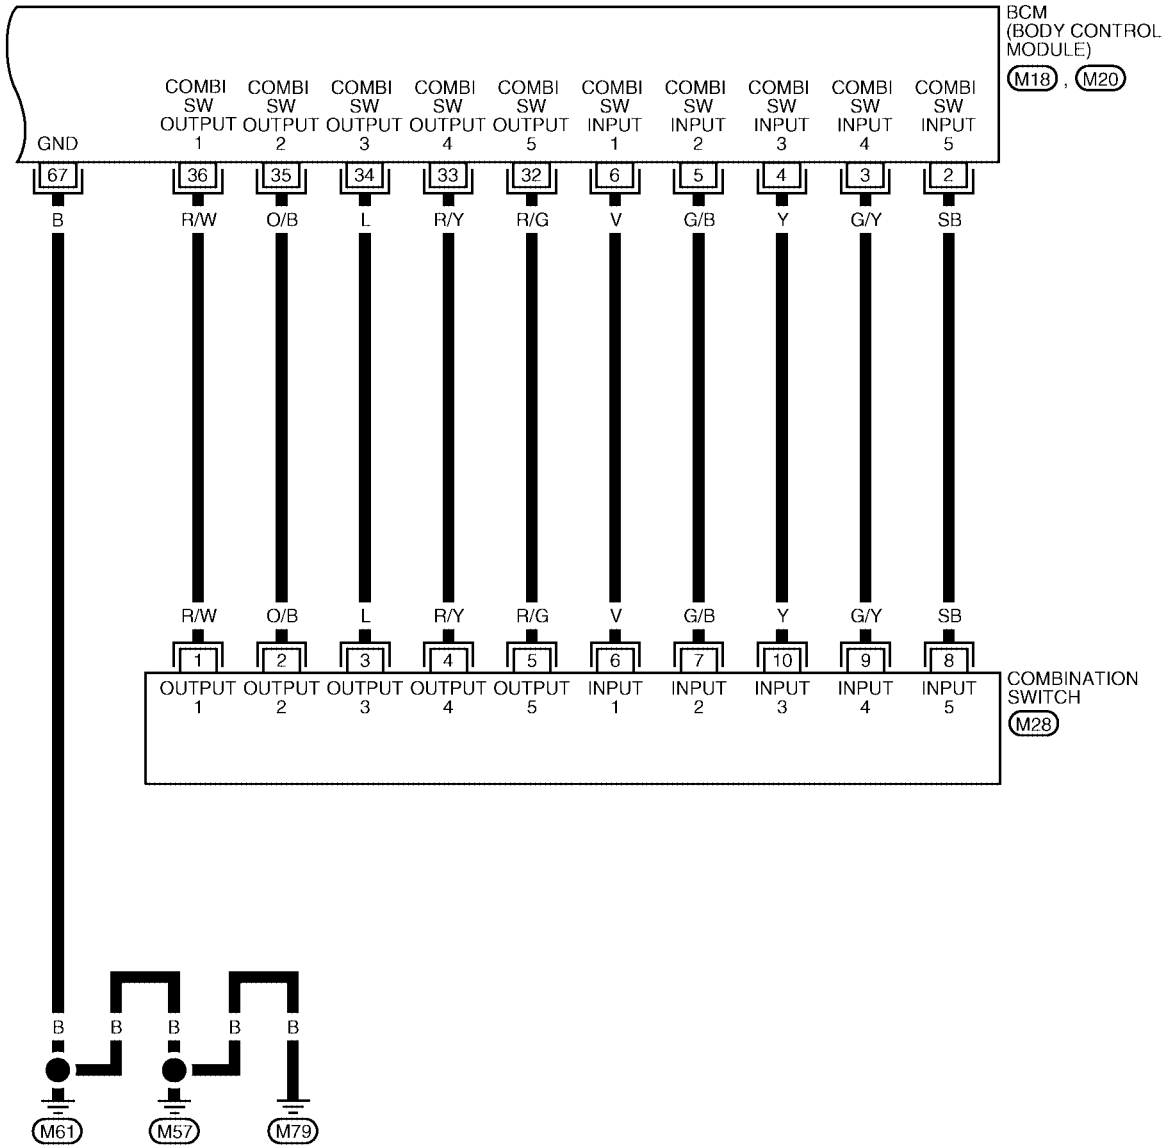 BCM
(BODY CONTROL
MODULE)
M18 , M20
COMBI COMBI COMBI COMBI COMBI COMBI COMBI COMBI COMBI COMBI
SW SW SW SW SW SW SW SW SW SW
OUTPUT OUTPUT OUTPUT OUTPUT OUTPUT INPUT INPUT INPUT INPUT INPUT
GND 1 2 3 4 5 1 2 3 4 5
67 36 35 34 33 32 6 5 4 3 2
B R/W O/B L R/Y R/G V G/B Y G/Y SB
R/W O/B L R/Y R/G V G/B Y G/Y SB
1 2 3 4 5 6 7 10 9 8
OUTPUT OUTPUT OUTPUT OUTPUT OUTPUT INPUT INPUT INPUT INPUT INPUT
1 2 3 4 5 1 2 3 4 5
COMBINATION
SWITCH
M28
B B B B B
M61 M57 M79